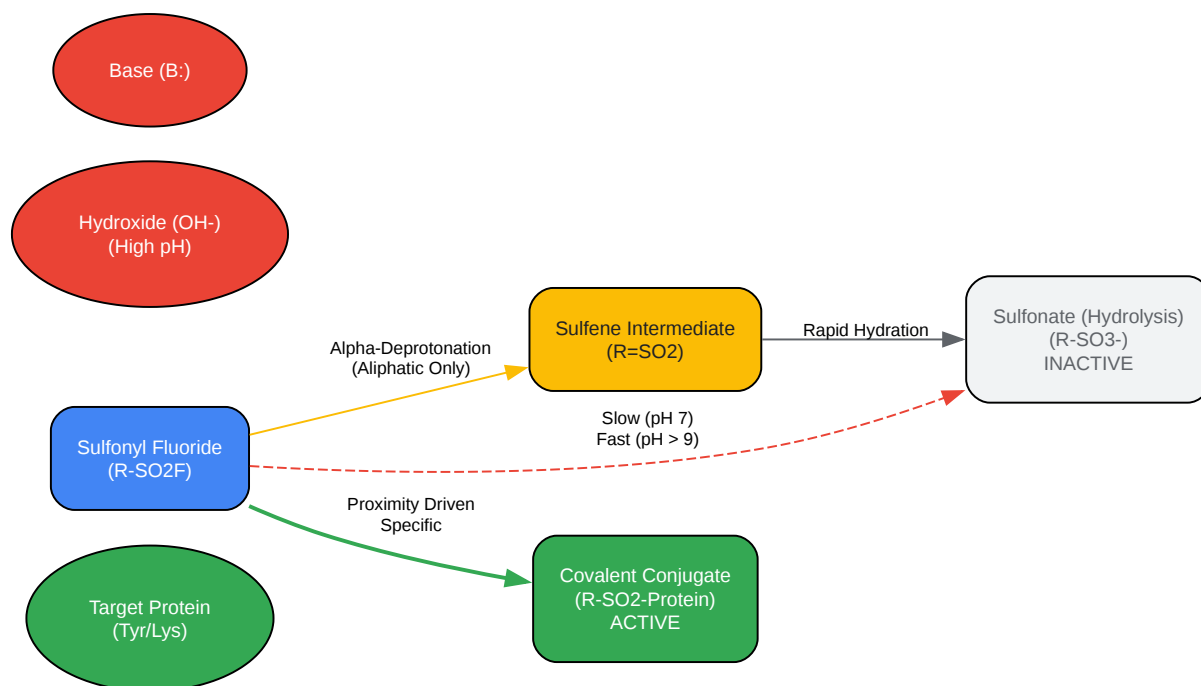 Base (B:)
Hydroxide (OH-)
(High pH)
Sulfene Intermediate
(R=SO2)
Rapid Hydration
Sulfonate (Hydrolysis)
(R-SO3-)
INACTIVE
Alpha-Deprotonation
(Aliphatic Only)
Slow (pH 7)
Fast (pH > 9)
Sulfonyl Fluoride
(R-SO2F)
Proximity Driven
Specific
Covalent Conjugate
(R-SO2-Protein)
ACTIVE
Target Protein
(Tyr/Lys)